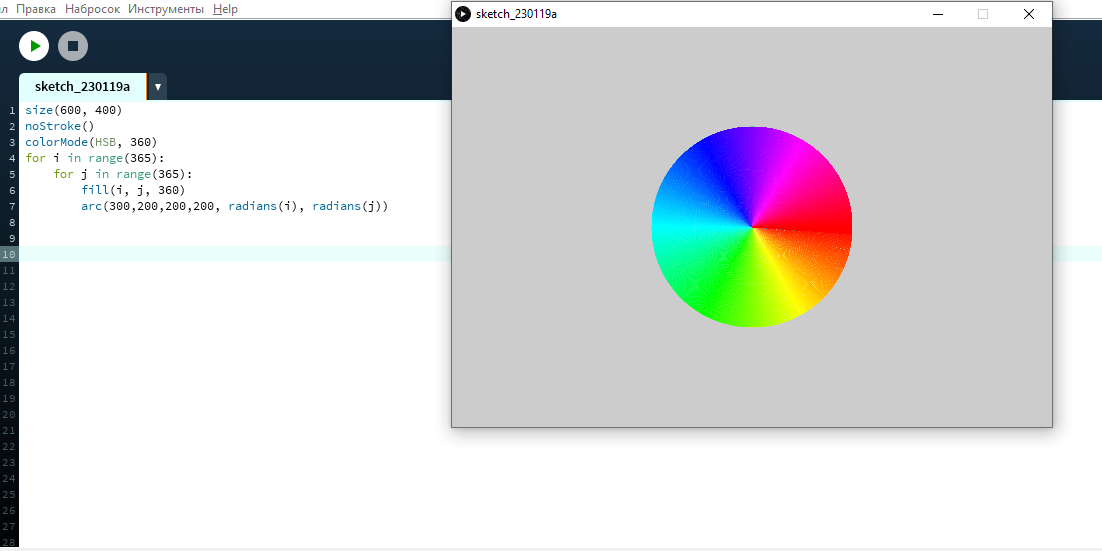 л Правка Набросок Инструменты Help
sketch_230119a
sketch_230119a ▼
1 size(600, 400)
2 noStroke()
3 colorMode(HSB, 360)
4 for i in range(365):
5     for j in range(365):
6         fill(i, j, 360)
7         arc(300,200,200,200, radians(i), radians(j))
8
9
10
11
12
13
14
15
16
17
18
19
20
21
22
23
24
25
26
27
28